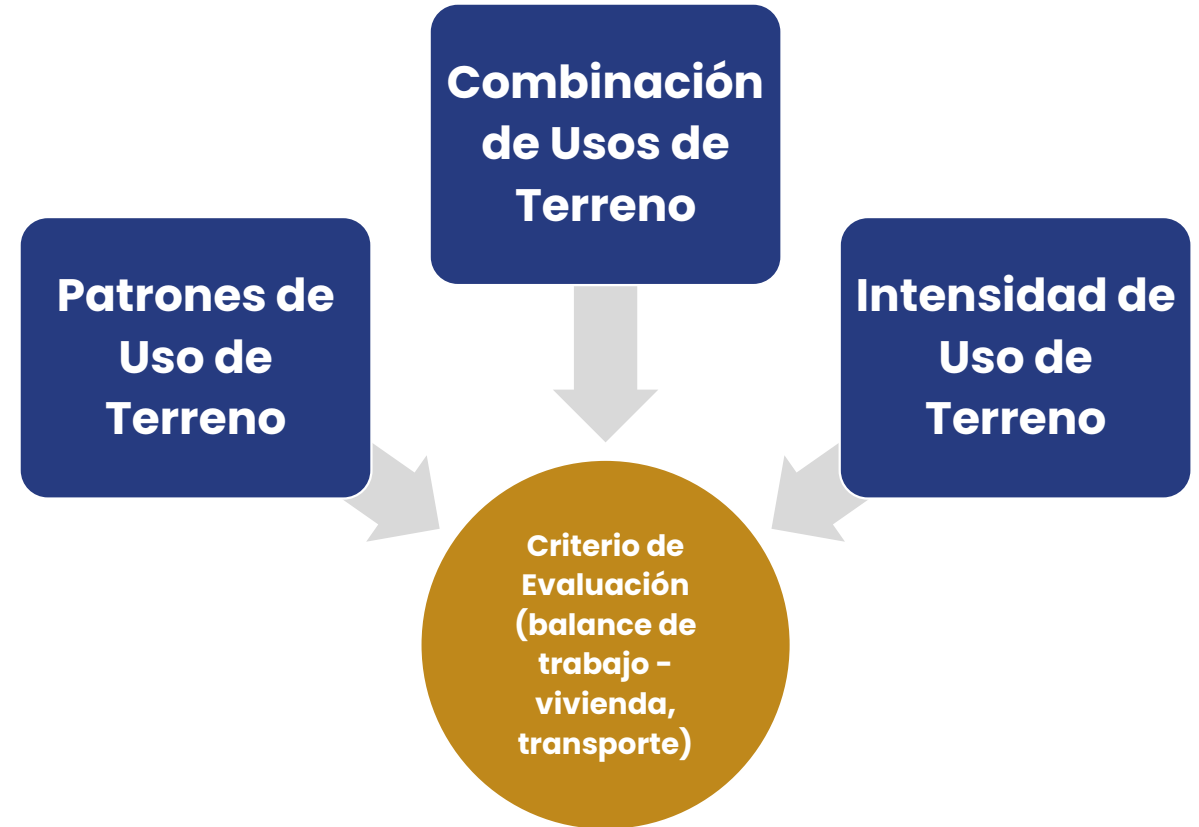 Combinación
de Usos de
Terreno
Patrones de
Uso de
Terreno
Intensidad de
Uso de
Terreno
Criterio de
Evaluación
(balance de
trabajo -
vivienda,
transporte)